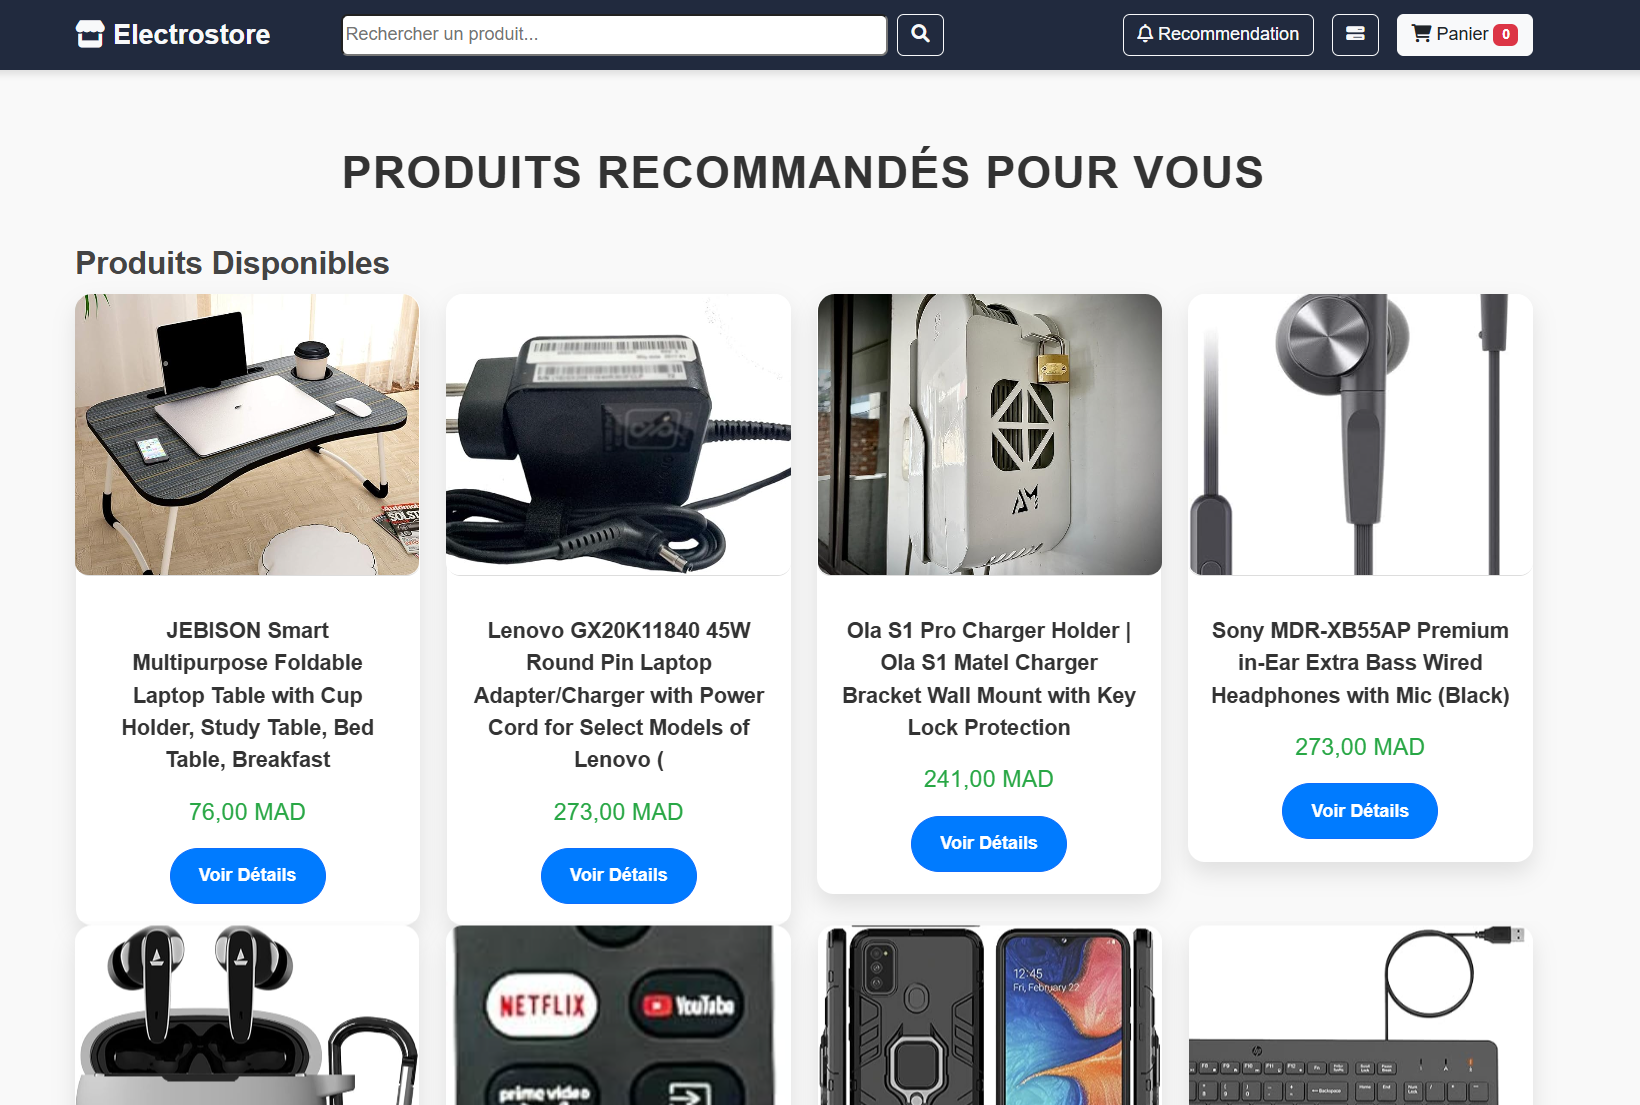 Electrostore
Rechercher un produit...
Recommendation
Panier 0
PRODUITS RECOMMANDÉS POUR VOUS
Produits Disponibles
JEBISON Smart
Multipurpose Foldable
Laptop Table with Cup
Holder, Study Table, Bed
Table, Breakfast
76,00 MAD
Voir Détails
Lenovo GX20K11840 45W
Round Pin Laptop
Adapter/Charger with Power
Cord for Select Models of
Lenovo (
273,00 MAD
Voir Détails
Ola S1 Pro Charger Holder |
Ola S1 Matel Charger
Bracket Wall Mount with Key
Lock Protection
241,00 MAD
Voir Détails
Sony MDR-XB55AP Premium
in-Ear Extra Bass Wired
Headphones with Mic (Black)
273,00 MAD
Voir Détails
NETFLIX
YouTube
prime video
12:45
Fri, February 22
Backspace